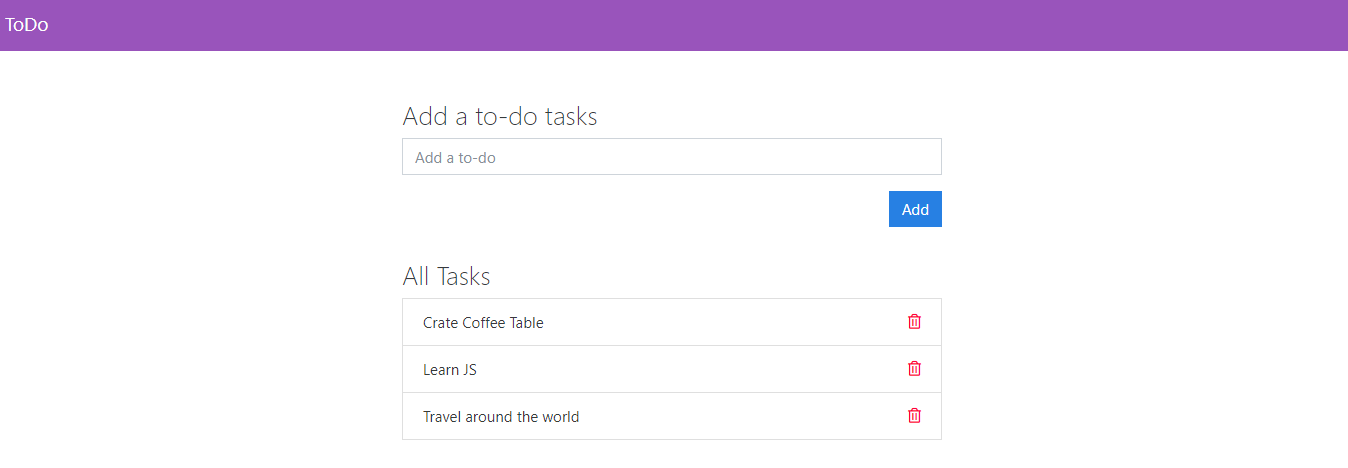 ToDo
Add a to-do tasks
Add a to-do
Add
All Tasks
Crate Coffee Table
Learn JS
Travel around the world